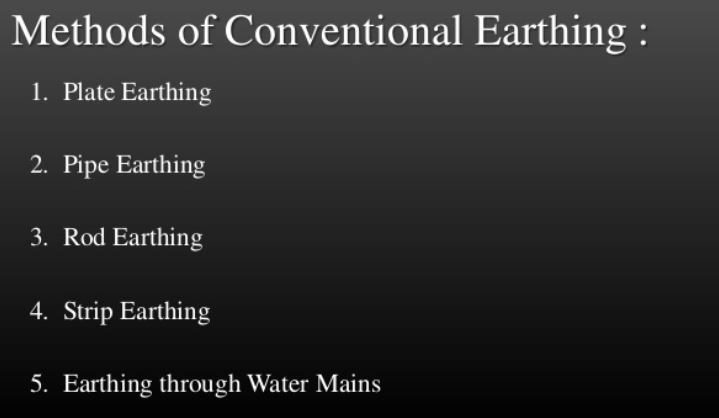 Methods of Conventional Earthing :
1. Plate Earthing
2. Pipe Earthing
3. Rod Earthing
4. Strip Earthing
5. Earthing through Water Mains